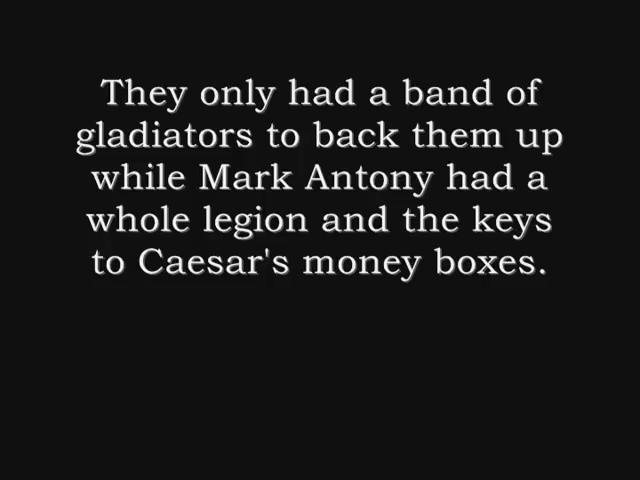 They only had a band of
gladiators to back them up
while Mark Antony had a
whole legion and the keys
to Caesar's money boxes.